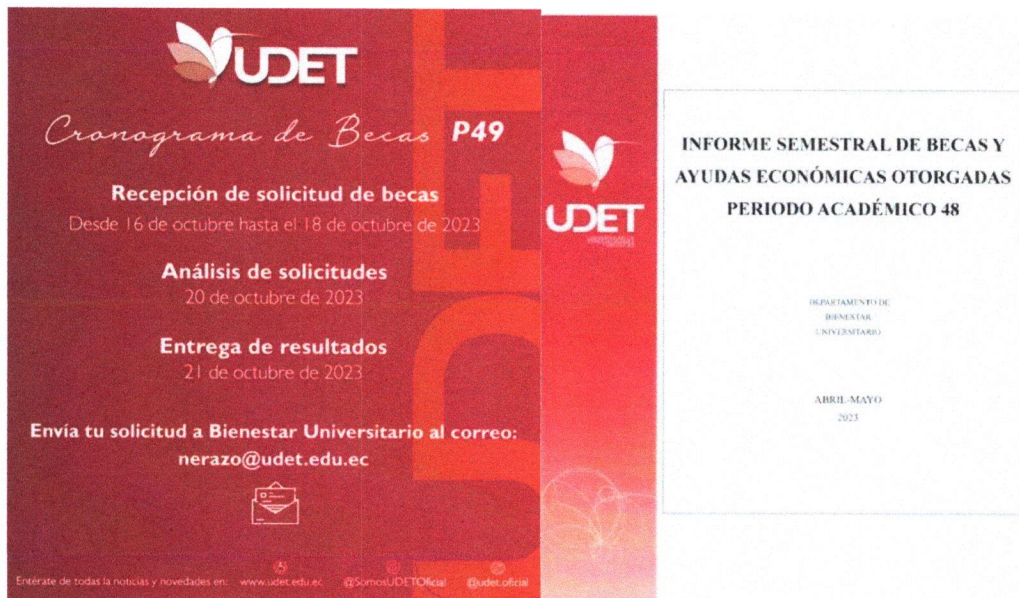 UDET
Cronograma de Becas P49
Recepción de solicitud de becas
Desde 16 de octubre hasta el 18 de octubre de 2023
Análisis de solicitudes
20 de octubre de 2023
Entrega de resultados
21 de octubre de 2023
Envía tu solicitud a Bienestar Universitario al correo:
nerazo@udet.edu.ec
Entérate de todas la noticias y novedades en: www.udet.edu.ec @SomosUDETOficial @udet.oficial
UDET
UDET
INFORME SEMESTRAL DE BECAS Y
AYUDAS ECONÓMICAS OTORGADAS
PERIODO ACADÉMICO 48
DEPARTAMENTO DE
BIENESTAR
UNIVERSITARIO
ABRIL-MAYO
2023